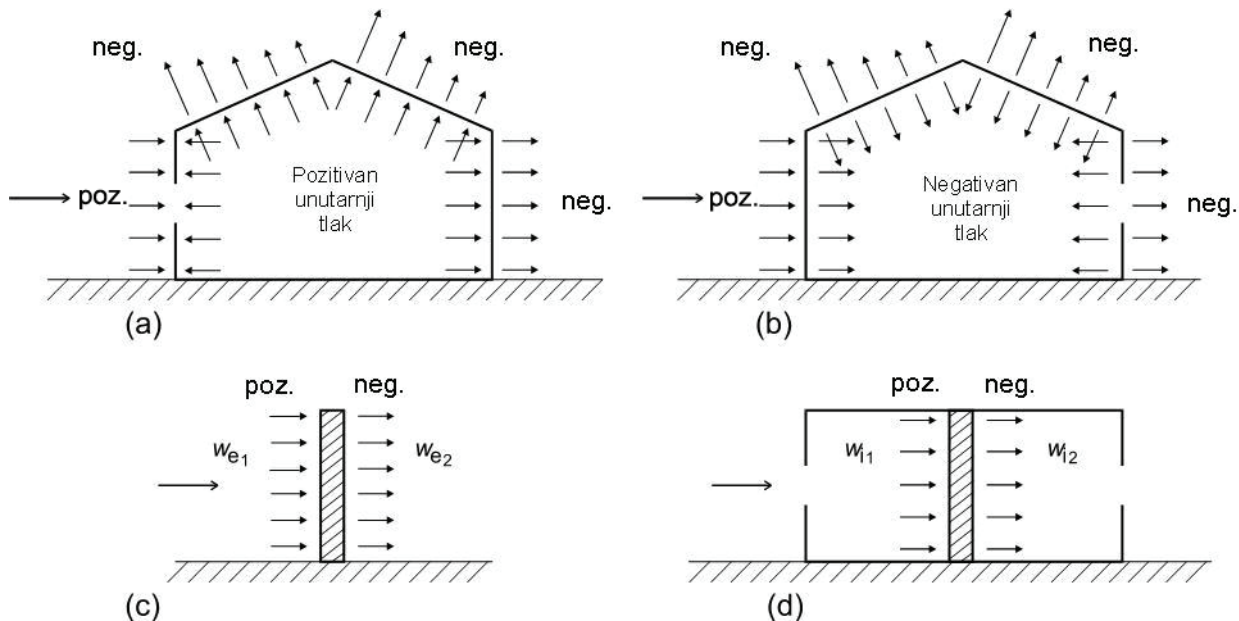 neg.
neg.
poz.
Pozitivan
unutarnji
tlak
neg.
(a)
neg.
neg.
poz.
Negativan
unutarnji
tlak
neg.
(b)
poz.
neg.
we1
we2
(c)
poz.
neg.
wi1
wi2
(d)